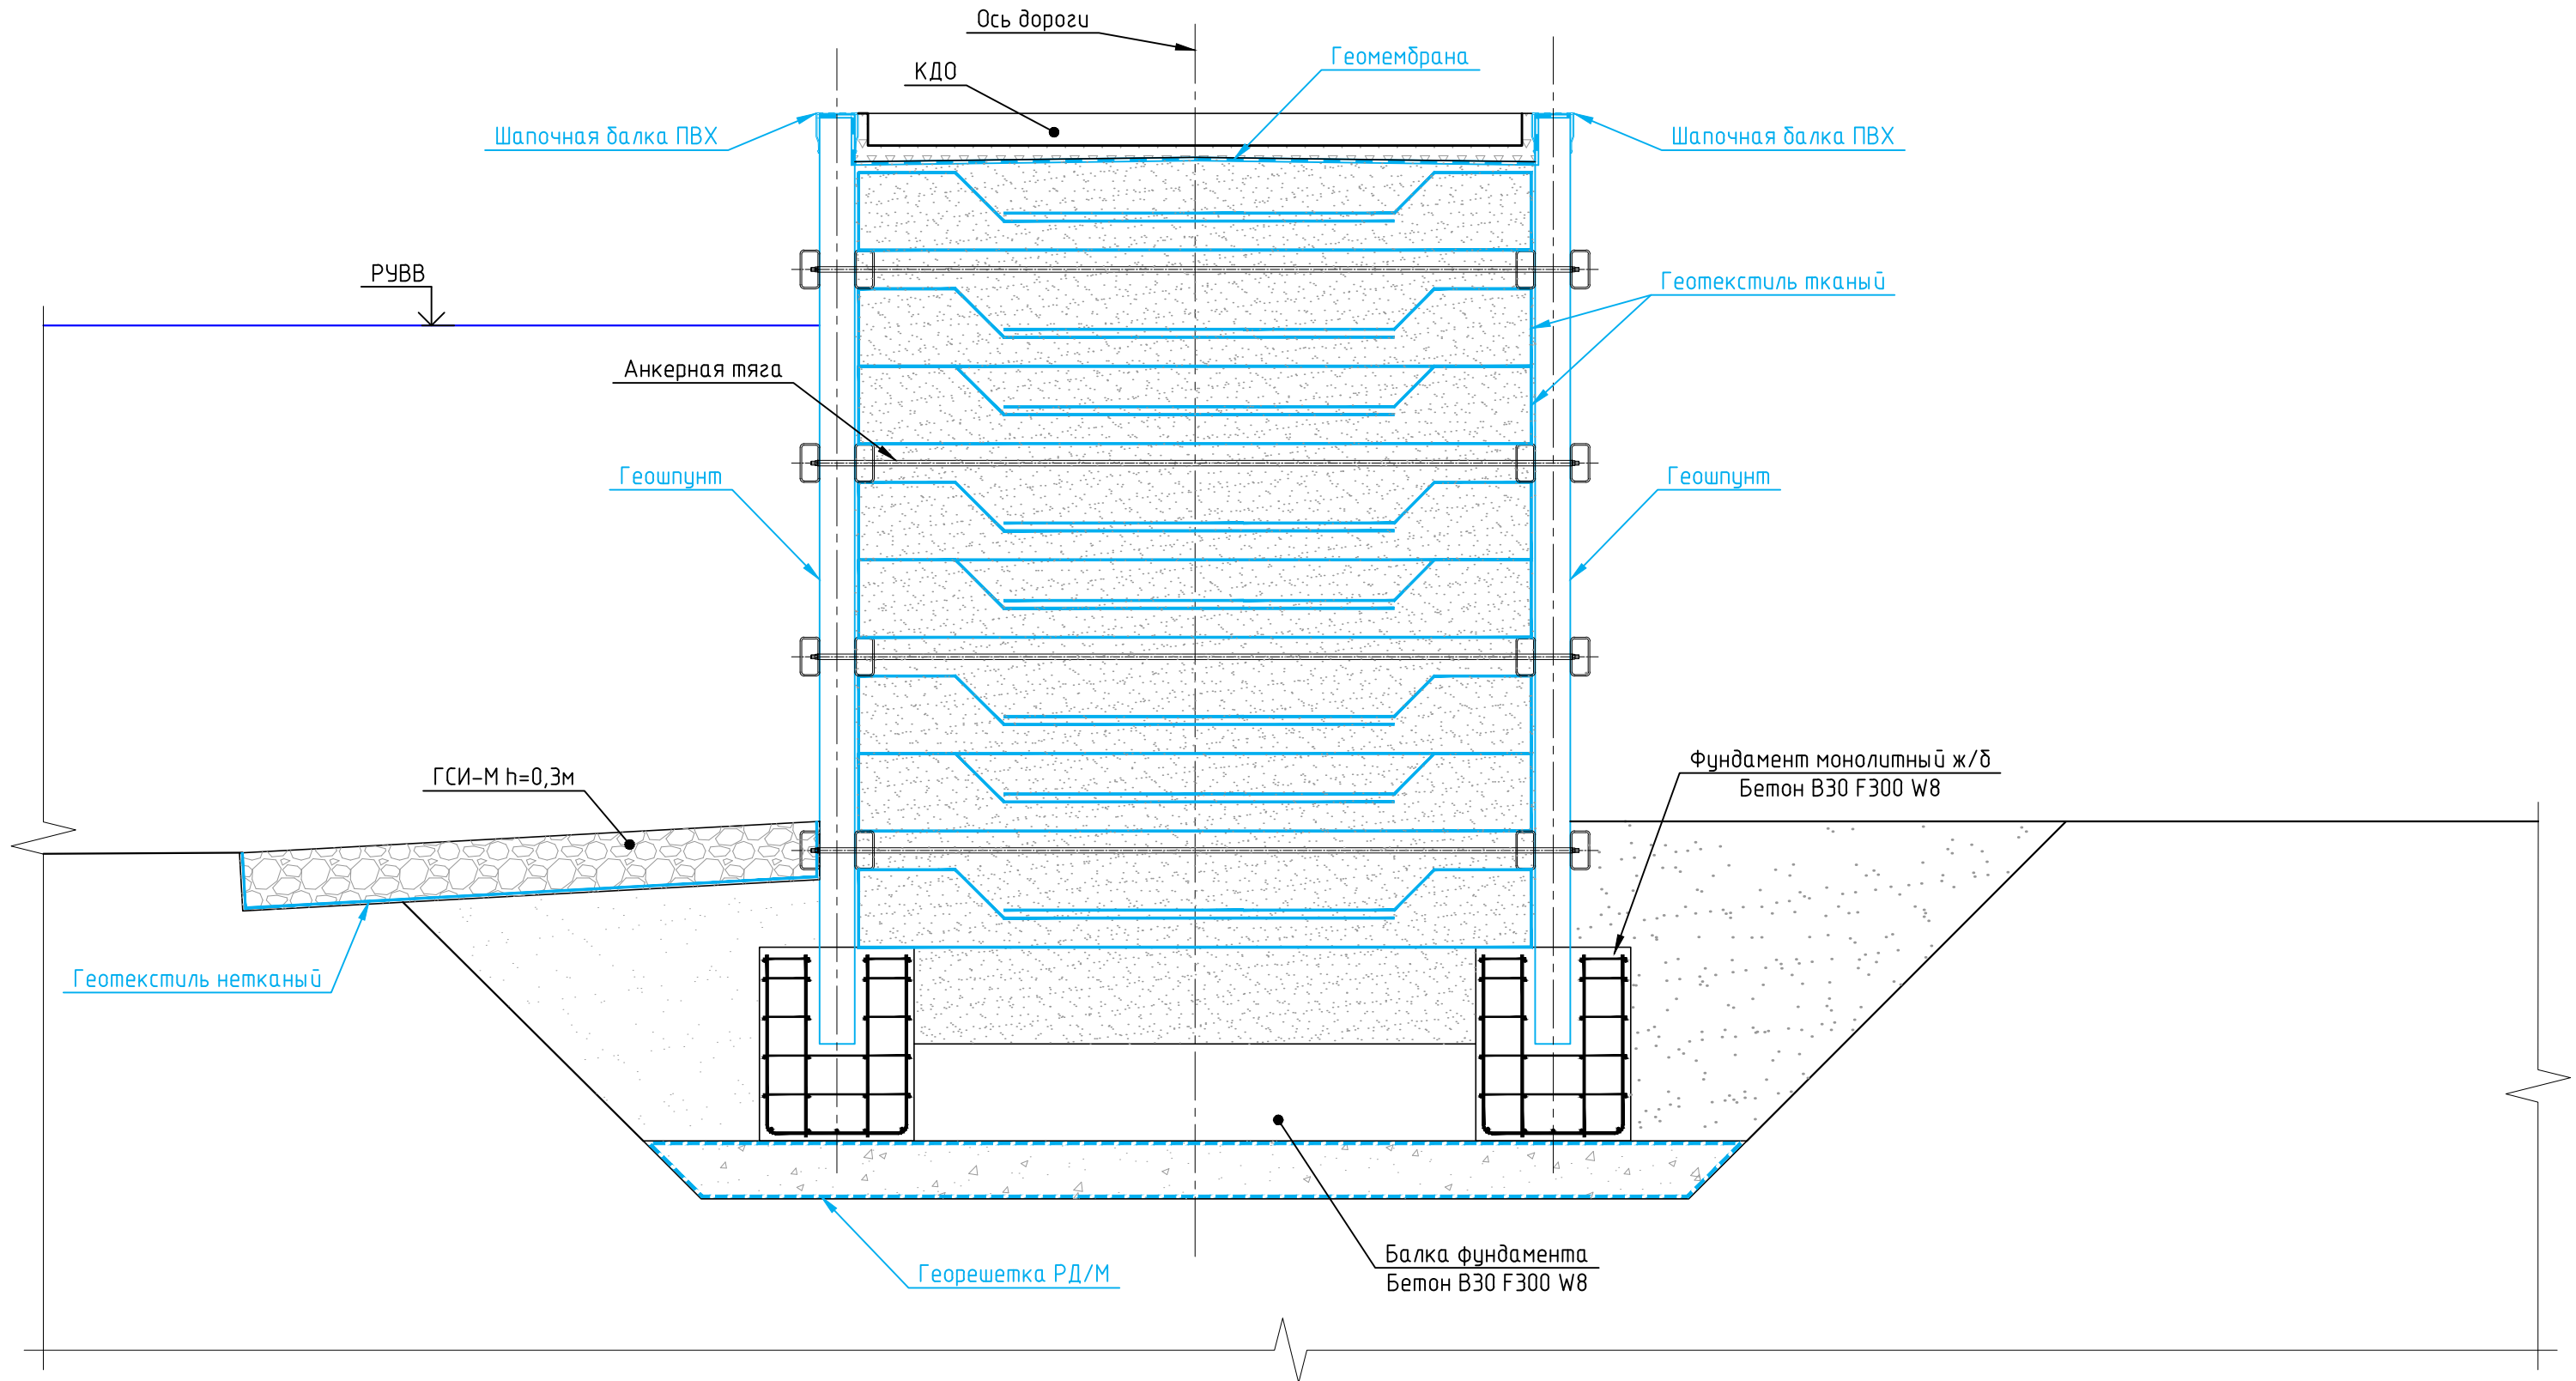 Ось дороги
Геомембрана
КДО
Шапочная балка ПВХ
Шапочная балка ПВХ
РУВВ
Геотекстиль тканый
Анкерная тяга
Геошпунт
Геошпунт
Фундамент монолитный ж/б
Бетон В30 F300 W8
ГСИ-М h=0,3м
Геотекстиль нетканый
Балка фундамента
Бетон В30 F300 W8
Георешетка РД/М